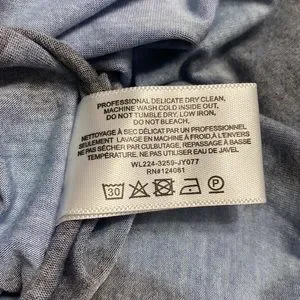 PROFESSIONAL DELICATE DRY CLEAN,
MACHINE WASH COLD INSIDE OUT,
DO NOT TUMBLE DRY, LOW IRON,
DO NOT BLEACH.
NETTOYAGE À SEC DÉLICAT PAR UN PROFESSIONNEL
SEULEMENT LAVAGE EN MACHINE À FROID À L'ENVERS
NE PAS SÉCHER PAR CULBUTAGE, REPASSAGE À BASSE
TEMPÉRATURE. NE PAS UTILISER EAU DE JAVEL.
WL224-3259-JY077
RN#124081
30 P